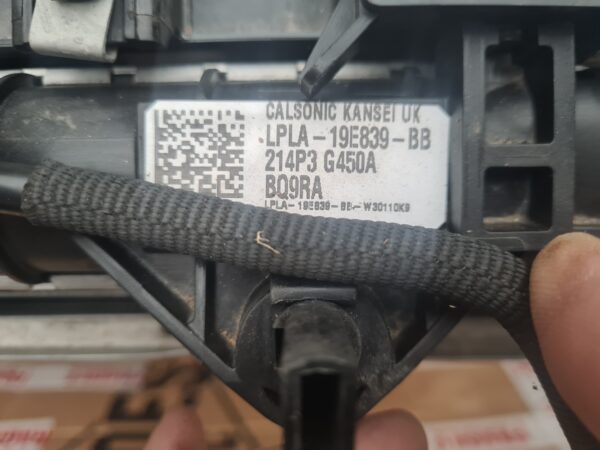 CALSONIC KANSEI UK
LPLA-19E839-BB
214P3 G450A
BQ9RA
LPLA-19E839-BB-W30110K9